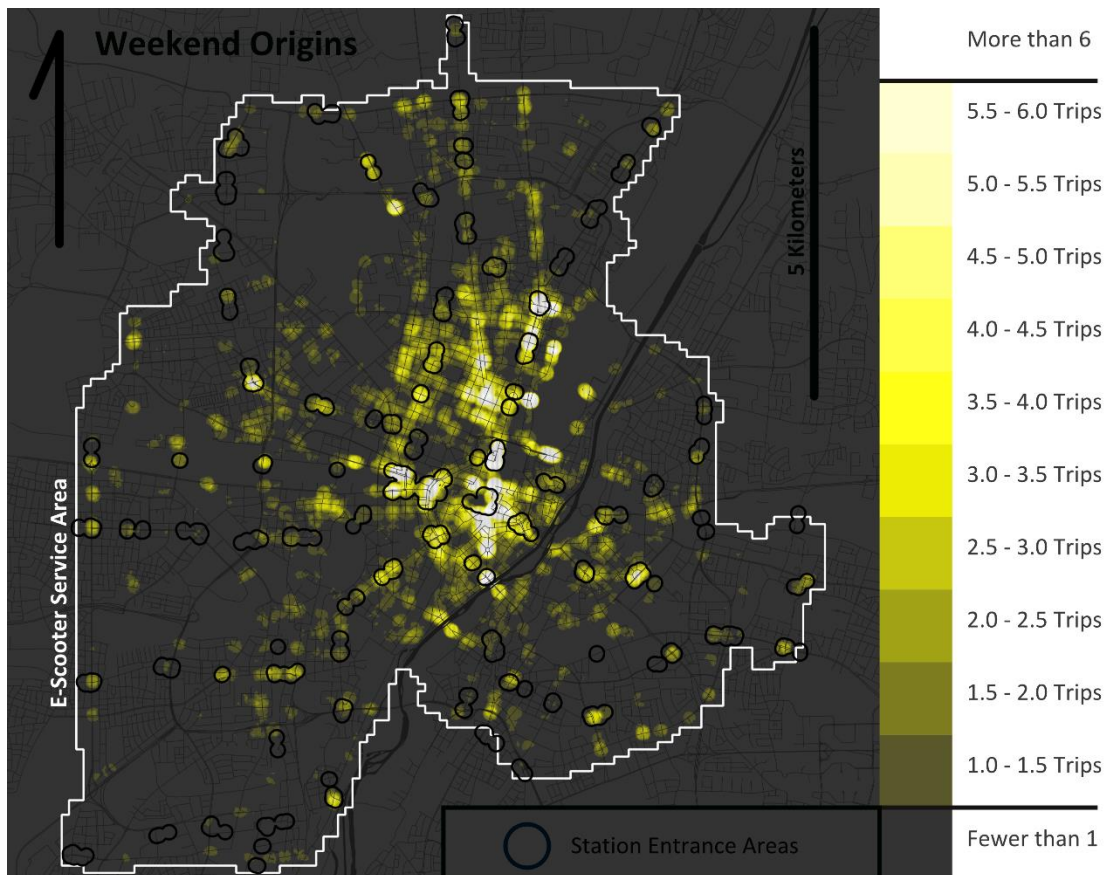 Weekend Origins
5 Kilometers
E-Scooter Service Area
Station Entrance Areas
More than 6
5.5 - 6.0 Trips
5.0 - 5.5 Trips
4.5 - 5.0 Trips
4.0 - 4.5 Trips
3.5 - 4.0 Trips
3.0 - 3.5 Trips
2.5 - 3.0 Trips
2.0 - 2.5 Trips
1.5 - 2.0 Trips
1.0 - 1.5 Trips
Fewer than 1